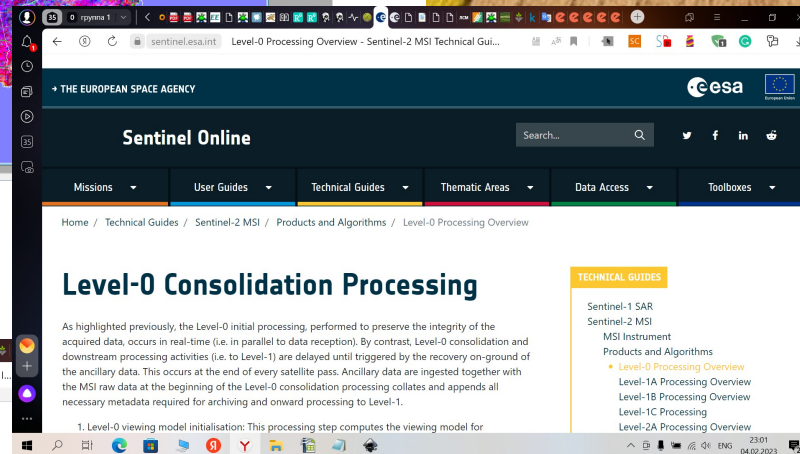 35 0 группа 1
1
sentinel.esa.int Level-0 Processing Overview - Sentinel-2 MSI Technical Gui...
→ THE EUROPEAN SPACE AGENCY
esa
European Union
Sentinel Online
Search...
Missions User Guides Technical Guides Thematic Areas Data Access Toolboxes
Home / Technical Guides / Sentinel-2 MSI / Products and Algorithms / Level-0 Processing Overview
Level-0 Consolidation Processing
As highlighted previously, the Level-0 initial processing, performed to preserve the integrity of the
acquired data, occurs in real-time (i.e. in parallel to data reception). By contrast, Level-0 consolidation and
downstream processing activities (i.e. to Level-1) are delayed until triggered by the recovery on-ground of
the ancillary data. This occurs at the end of every satellite pass. Ancillary data are ingested together with
the MSI raw data at the beginning of the Level-0 consolidation processing collates and appends all
necessary metadata required for archiving and onward processing to Level-1.
1. Level-0 viewing model initialisation: This processing step computes the viewing model for
TECHNICAL GUIDES
Sentinel-1 SAR
Sentinel-2 MSI
MSI Instrument
Products and Algorithms
Level-0 Processing Overview
Level-1A Processing Overview
Level-1B Processing Overview
Level-1C Processing
Level-2A Processing Overview
35
ENG
23:01
04.02.2023